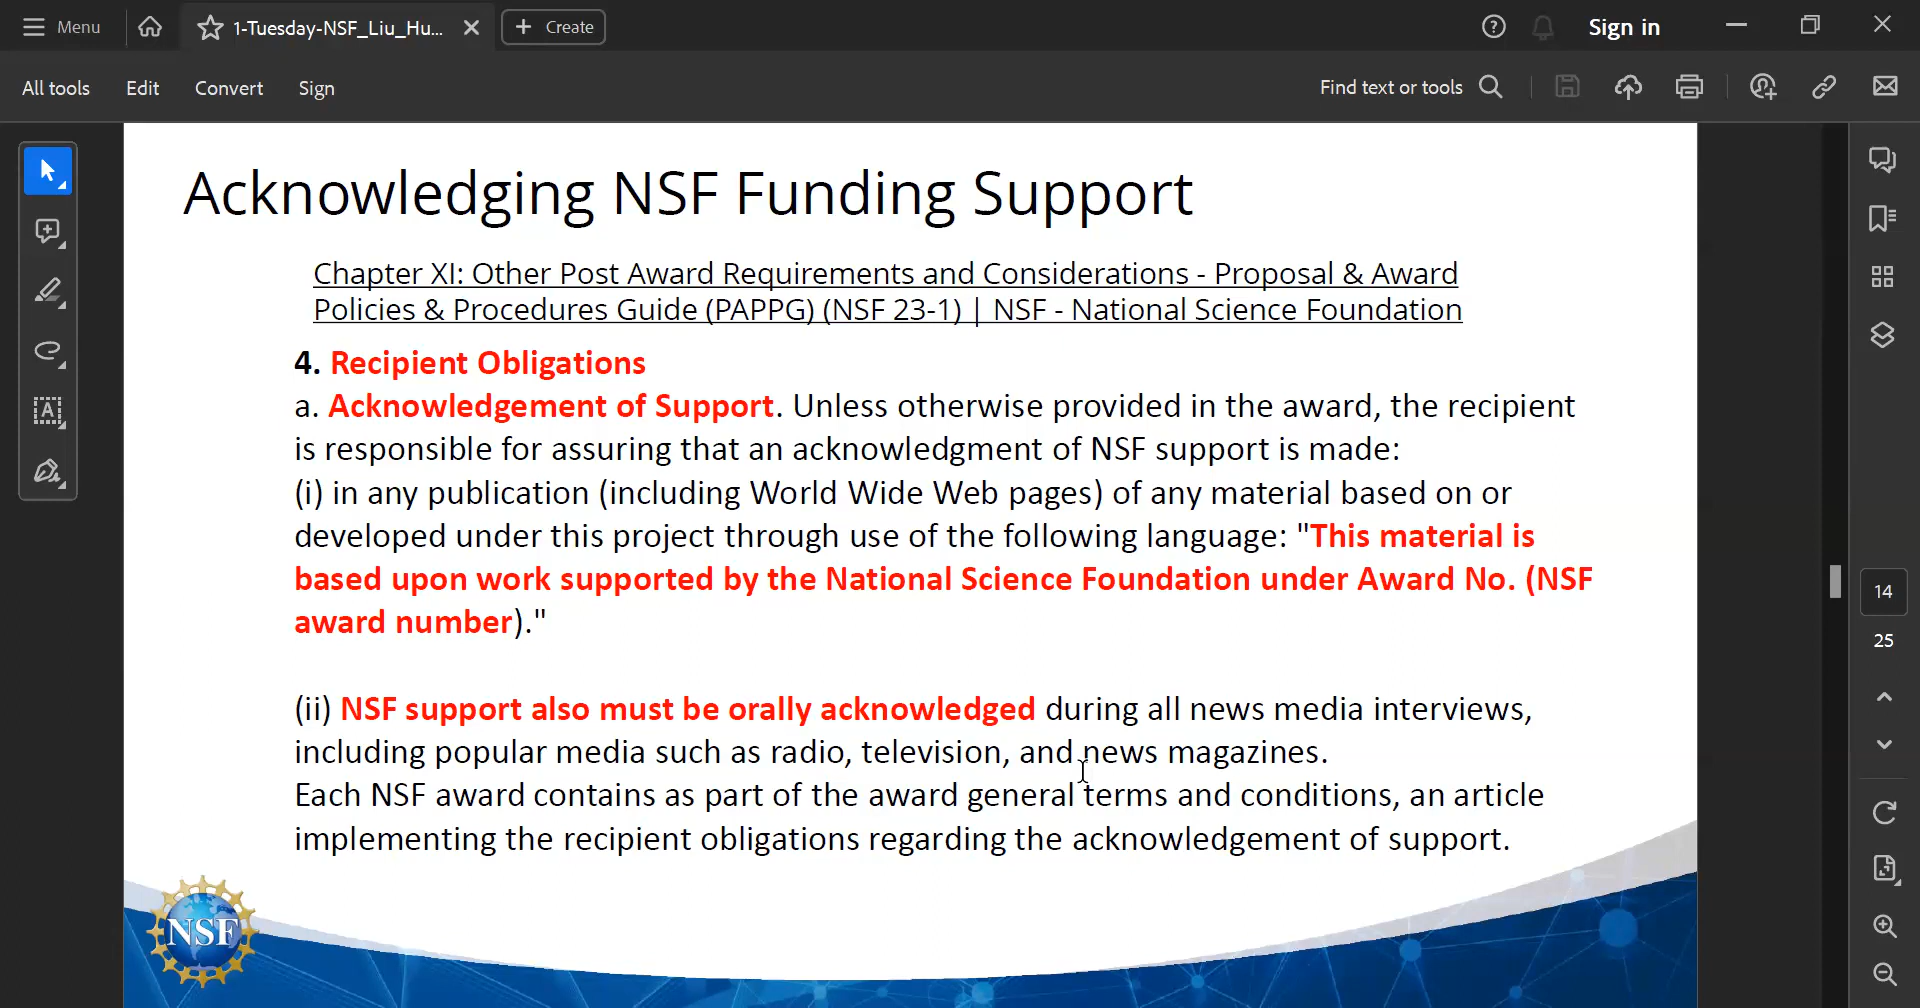 Menu
1-Tuesday-NSF_Liu_Hu...
Create
Sign in
All tools
Edit
Convert
Sign
Find text or tools
Acknowledging NSF Funding Support
Chapter XI: Other Post Award Requirements and Considerations - Proposal & Award
Policies & Procedures Guide (PAPPG) (NSF 23-1) | NSF - National Science Foundation
4. Recipient Obligations
a. Acknowledgement of Support. Unless otherwise provided in the award, the recipient
is responsible for assuring that an acknowledgment of NSF support is made:
(i) in any publication (including World Wide Web pages) of any material based on or
developed under this project through use of the following language: "This material is
based upon work supported by the National Science Foundation under Award No. (NSF
award number)."
(ii) NSF support also must be orally acknowledged during all news media interviews,
including popular media such as radio, television, and news magazines.
Each NSF award contains as part of the award general terms and conditions, an article
implementing the recipient obligations regarding the acknowledgement of support.
NSF
14
25